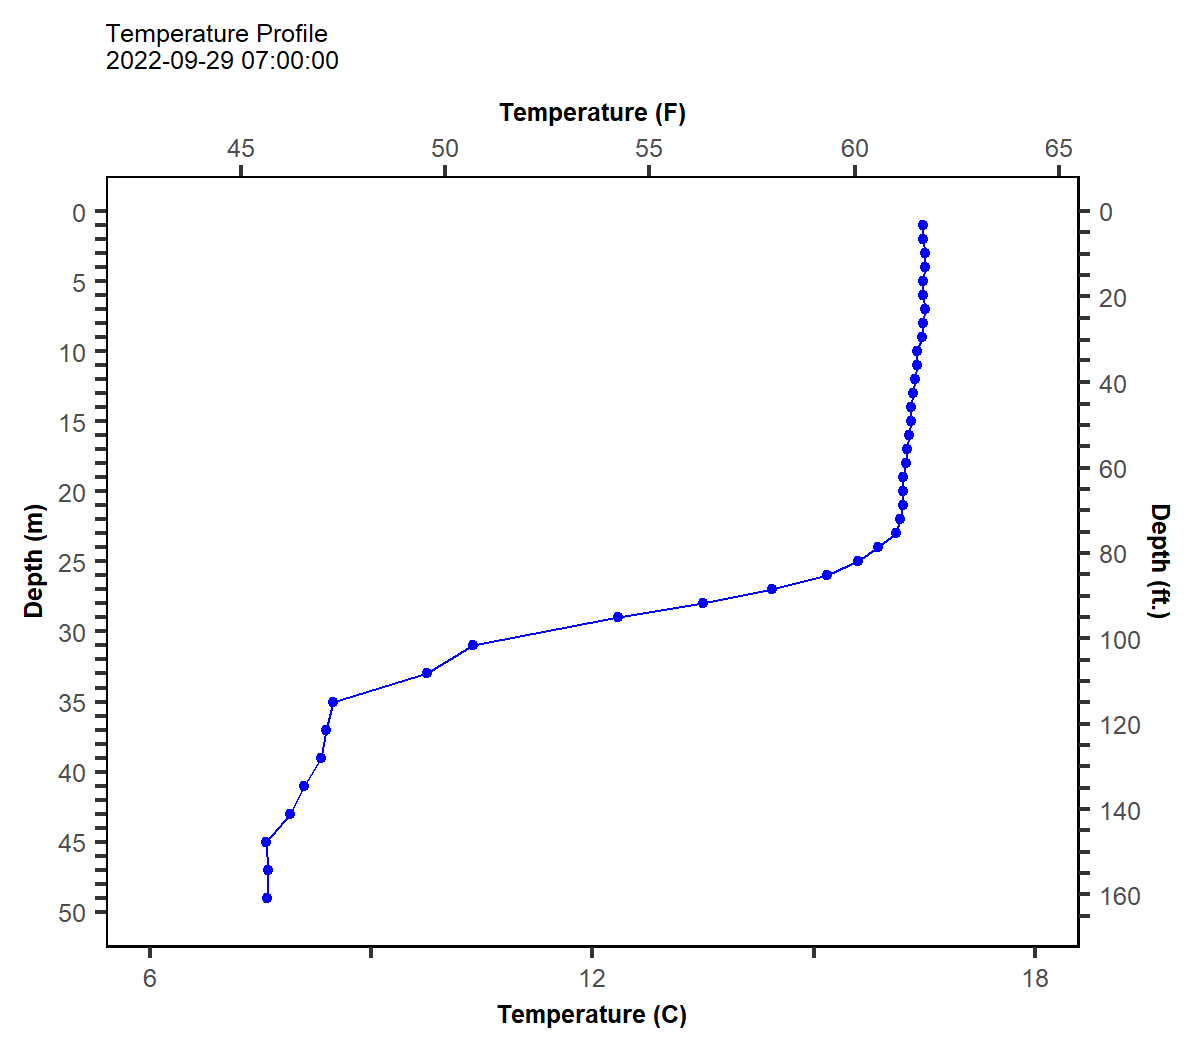 Temperature Profile
2022-09-29 07:00:00
Temperature (F)
45 50 55 60 65
0 0
5 20
10 40
15 60
20 80
25 100
30 120
35 140
40 160
45
50
Depth (m)
Depth (ft.)
6 12 18
Temperature (C)